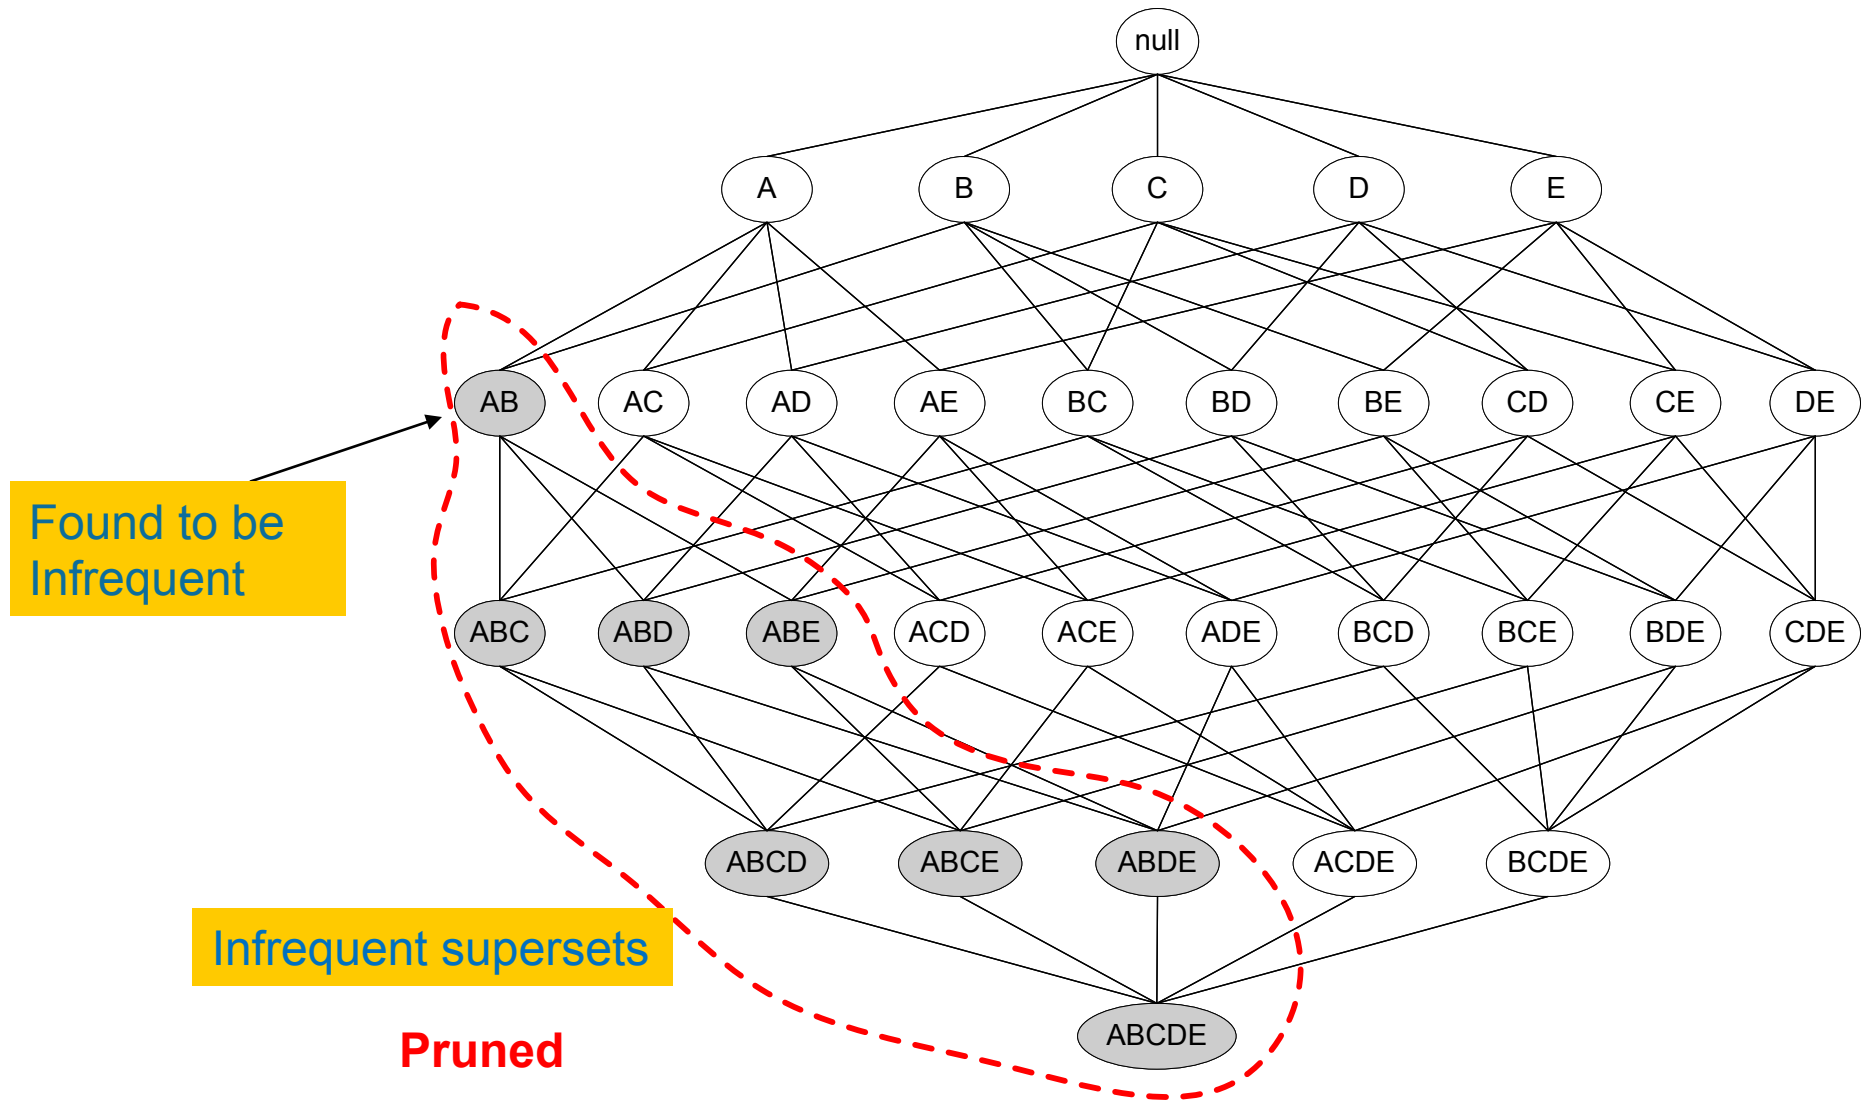 null
A B C D E
AB AC AD AE BC BD BE CD CE DE
Found to be
Infrequent
ABC ABD ABE ACD ACE ADE BCD BCE BDE CDE
ABCD ABCE ABDE ACDE BCDE
Infrequent supersets
ABCDE
Pruned